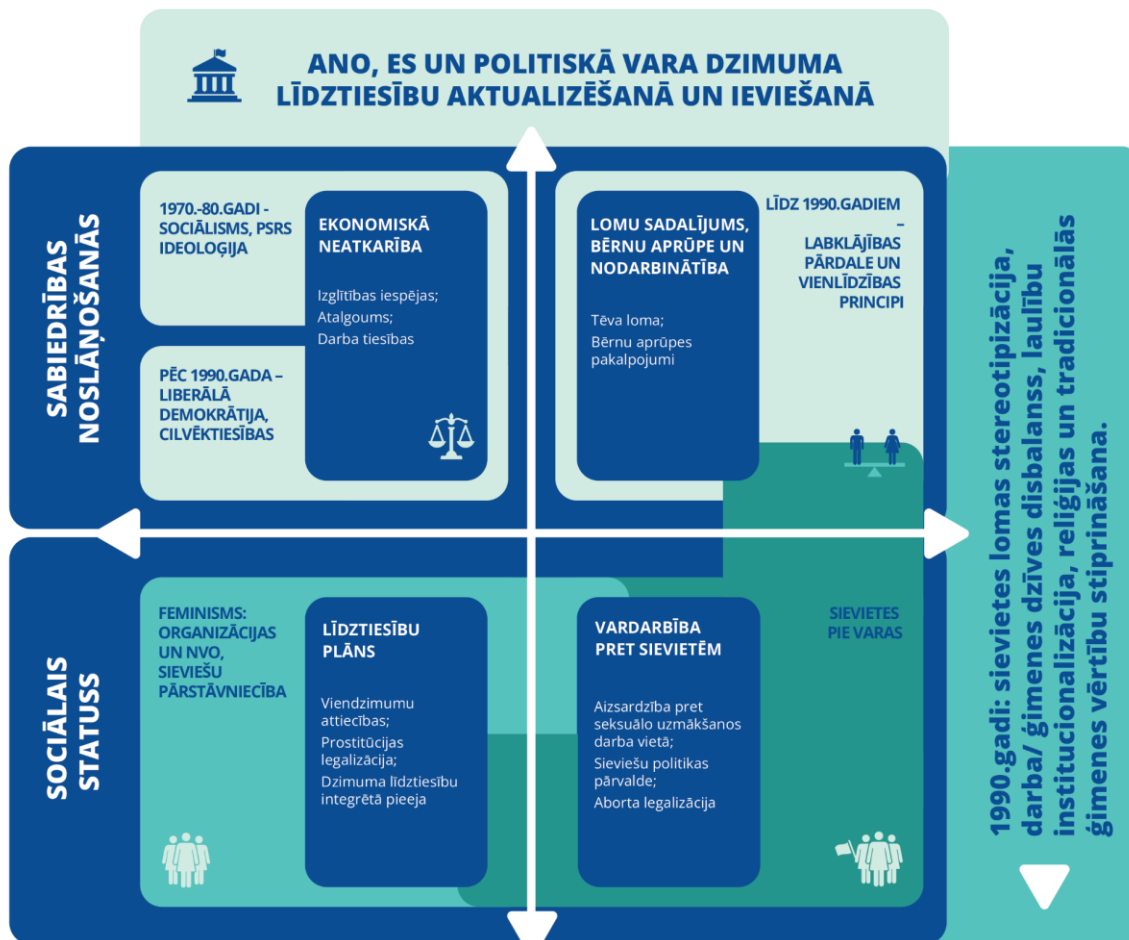 ANO, ES UN POLITISKĀ VARA DZIMUMA
LĪDZTIESĪBU AKTUALIZĒŠANĀ UN IEVIEŠANĀ
SABIEDRĪBAS
NOSLĀŅOŠANĀS
1970.-80.GADI -
SOCIĀLISMS, PSRS
IDEOLOĢIJA
PĒC 1990.GADA –
LIBERĀLĀ
DEMOKRĀTIJA,
CILVĒKTIESĪBAS
EKONOMISKĀ
NEATKARĪBA
Izglītības iespējas;
Atalgoums;
Darba tiesības
LOMU SADALĪJUMS,
BĒRNU APRŪPE UN
NODARBINĀTĪBA
Tēva loma;
Bērnu aprūpes
pakalpojumi
LĪDZ 1990.GADIEM
–
LABKLĀJĪBAS
PĀRDALE UN
VIENLĪDZĪBAS
PRINCIPI
SOCIĀLAIS
STATUSS
FEMINISMS:
ORGANIZĀCIJAS
UN NVO,
SIEVIEŠU
PĀRSTĀVNIECĪBA
LĪDZTIESĪBU
PLĀNS
Viendzimumu
attiecības;
Prostitūcijas
legalizācija;
Dzimuma līdztiesību
integrētā pieeja
VARDARBĪBA
PRET SIEVIETĒM
Aizsardzība pret
seksuālo uzmākšanos
darba vietā;
Sieviešu politikas
pārvalde;
Aborta legalizācija
SIEVIETES
PIE VARAS
1990.gadi: sievietes lomas stereotipizācija,
darba/ ģimenes dzīves disbalanss, laulību
institucionalizācija, reliģijas un tradicionālās
ģimenes vērtību stiprināšana.